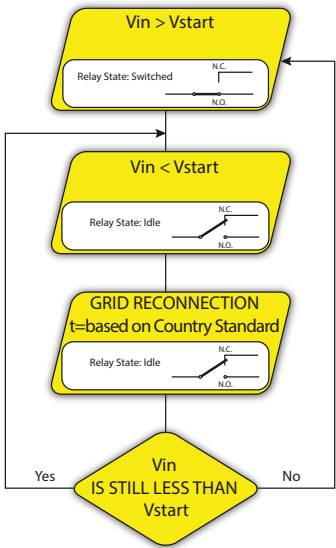 Vin > Vstart
N.C.
Relay State: Switched
N.O.
Vin < Vstart
N.C.
Relay State: Idle
N.O.
GRID RECONNECTION
t=based on Country Standard
N.C.
Relay State: Idle
N.O.
Yes
No
Vin
IS STILL LESS THAN
Vstart